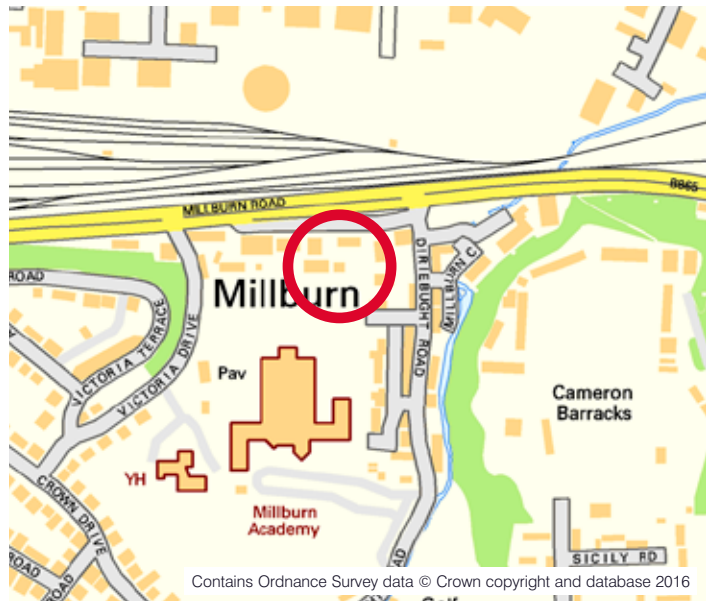 MILLBURN ROAD
B865
ROAD
Millburn
DIRIEBUGHT ROAD
MILLBURN C
VICTORIA TERRACE
VICTORIA DRIVE
Pav
Cameron
Barracks
YH
CROWN DRIVE
Millburn
Academy
SICILY RD
ROAD
Contains Ordnance Survey data © Crown copyright and database 2016